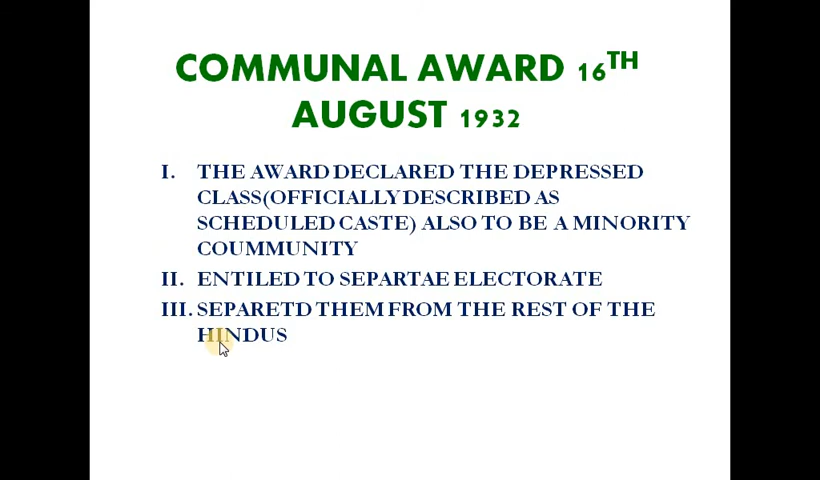 COMMUNAL AWARD 16TH
AUGUST 1932
I. THE AWARD DECLARED THE DEPRESSED
CLASS(OFFICIALLY DESCRIBED AS
SCHEDULED CASTE) ALSO TO BE A MINORITY
COUMMUNITY
II. ENTILED TO SEPARTAE ELECTORATE
III. SEPARETD THEM FROM THE REST OF THE
HINDUS